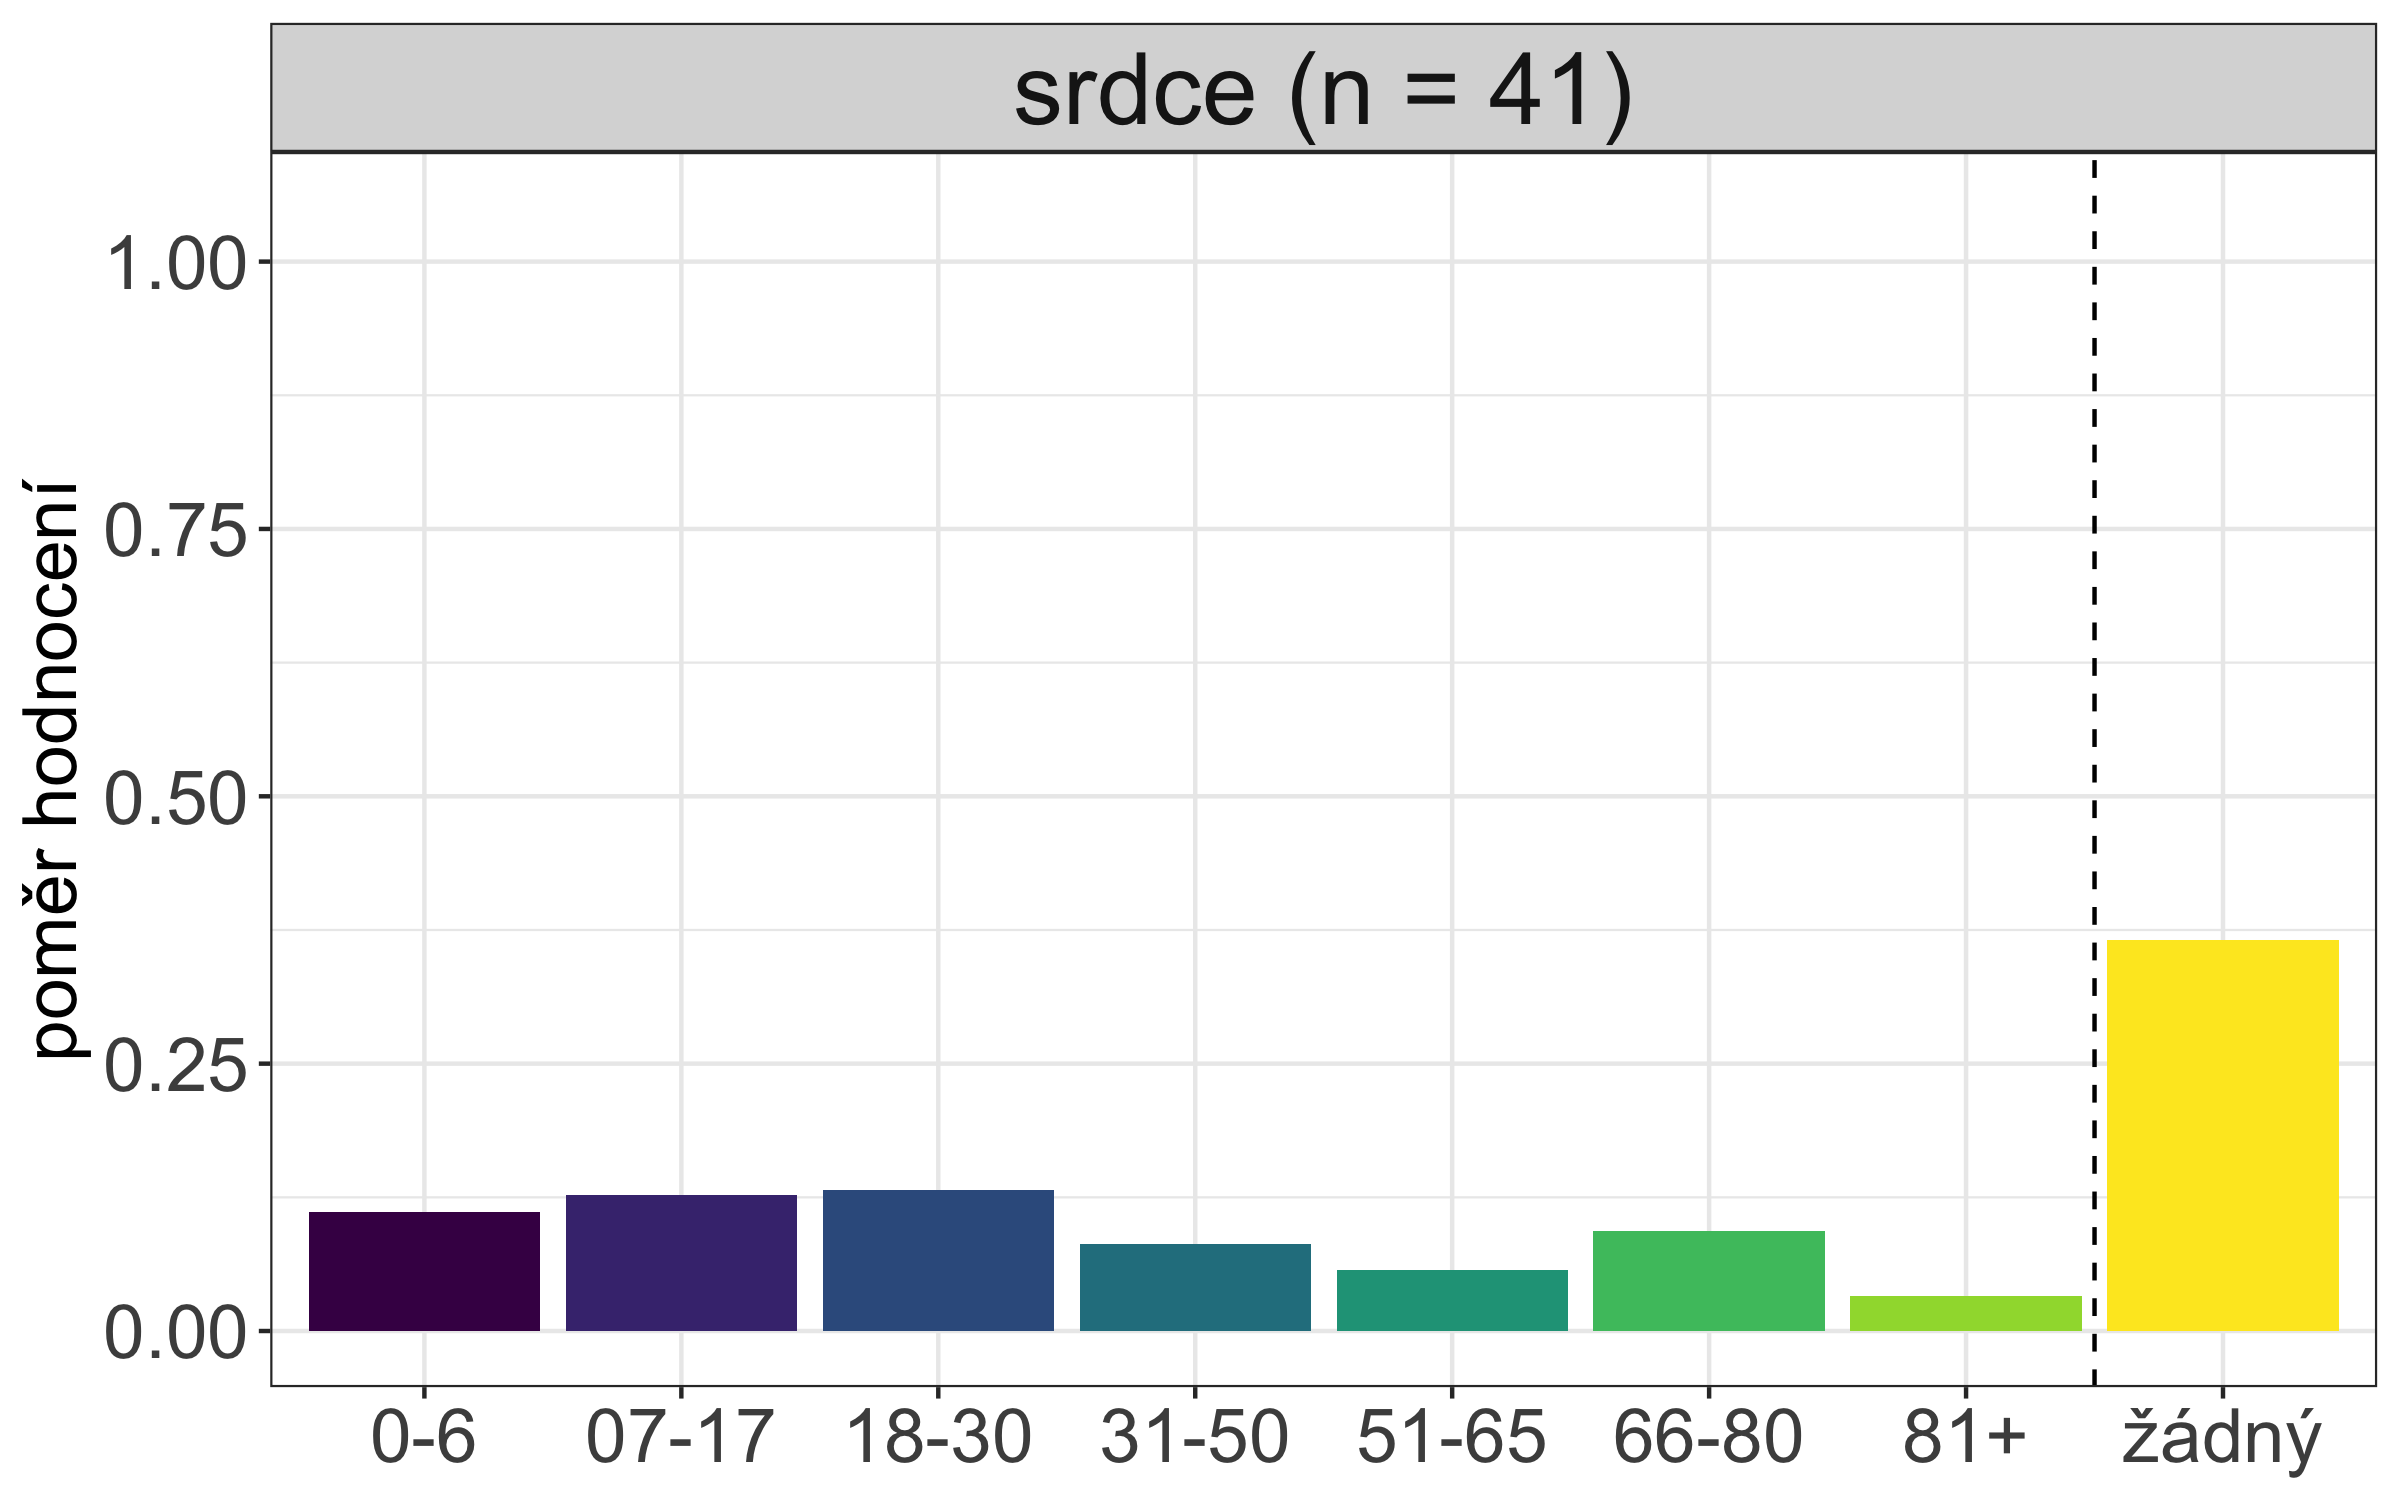 srdce (n = 41)
poměr hodnocení
1.00
0.75
0.50
0.25
0.00
0-6 07-17 18-30 31-50 51-65 66-80 81+ žádný